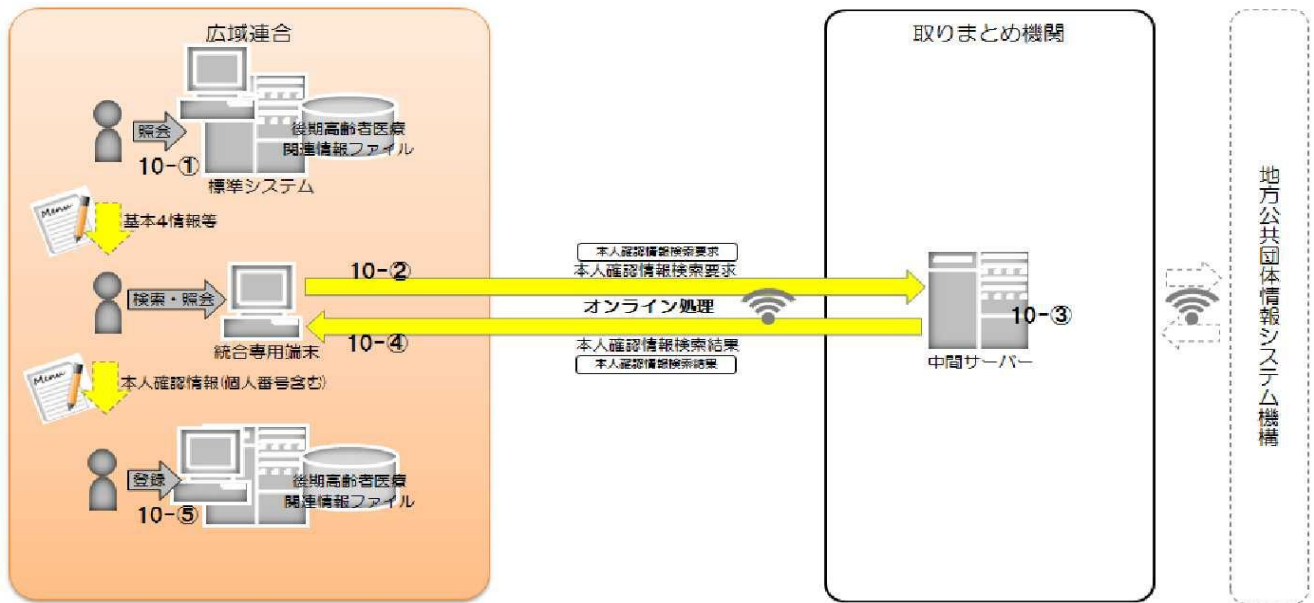 広域連合
照会
10-①
後期高齢者医療
関連情報ファイル
標準システム
Menu
基本4情報等
検索・照会
統合専用端末
10-②
本人確認情報検索要求
本人確認情報検索要求
オンライン処理
10-④
本人確認情報検索結果
本人確認情報検索結果
Menu
本人確認情報(個人番号含む)
登録
10-⑤
後期高齢者医療
関連情報ファイル
取りまとめ機関
10-③
中間サーバー
地方公共団体情報システム機構